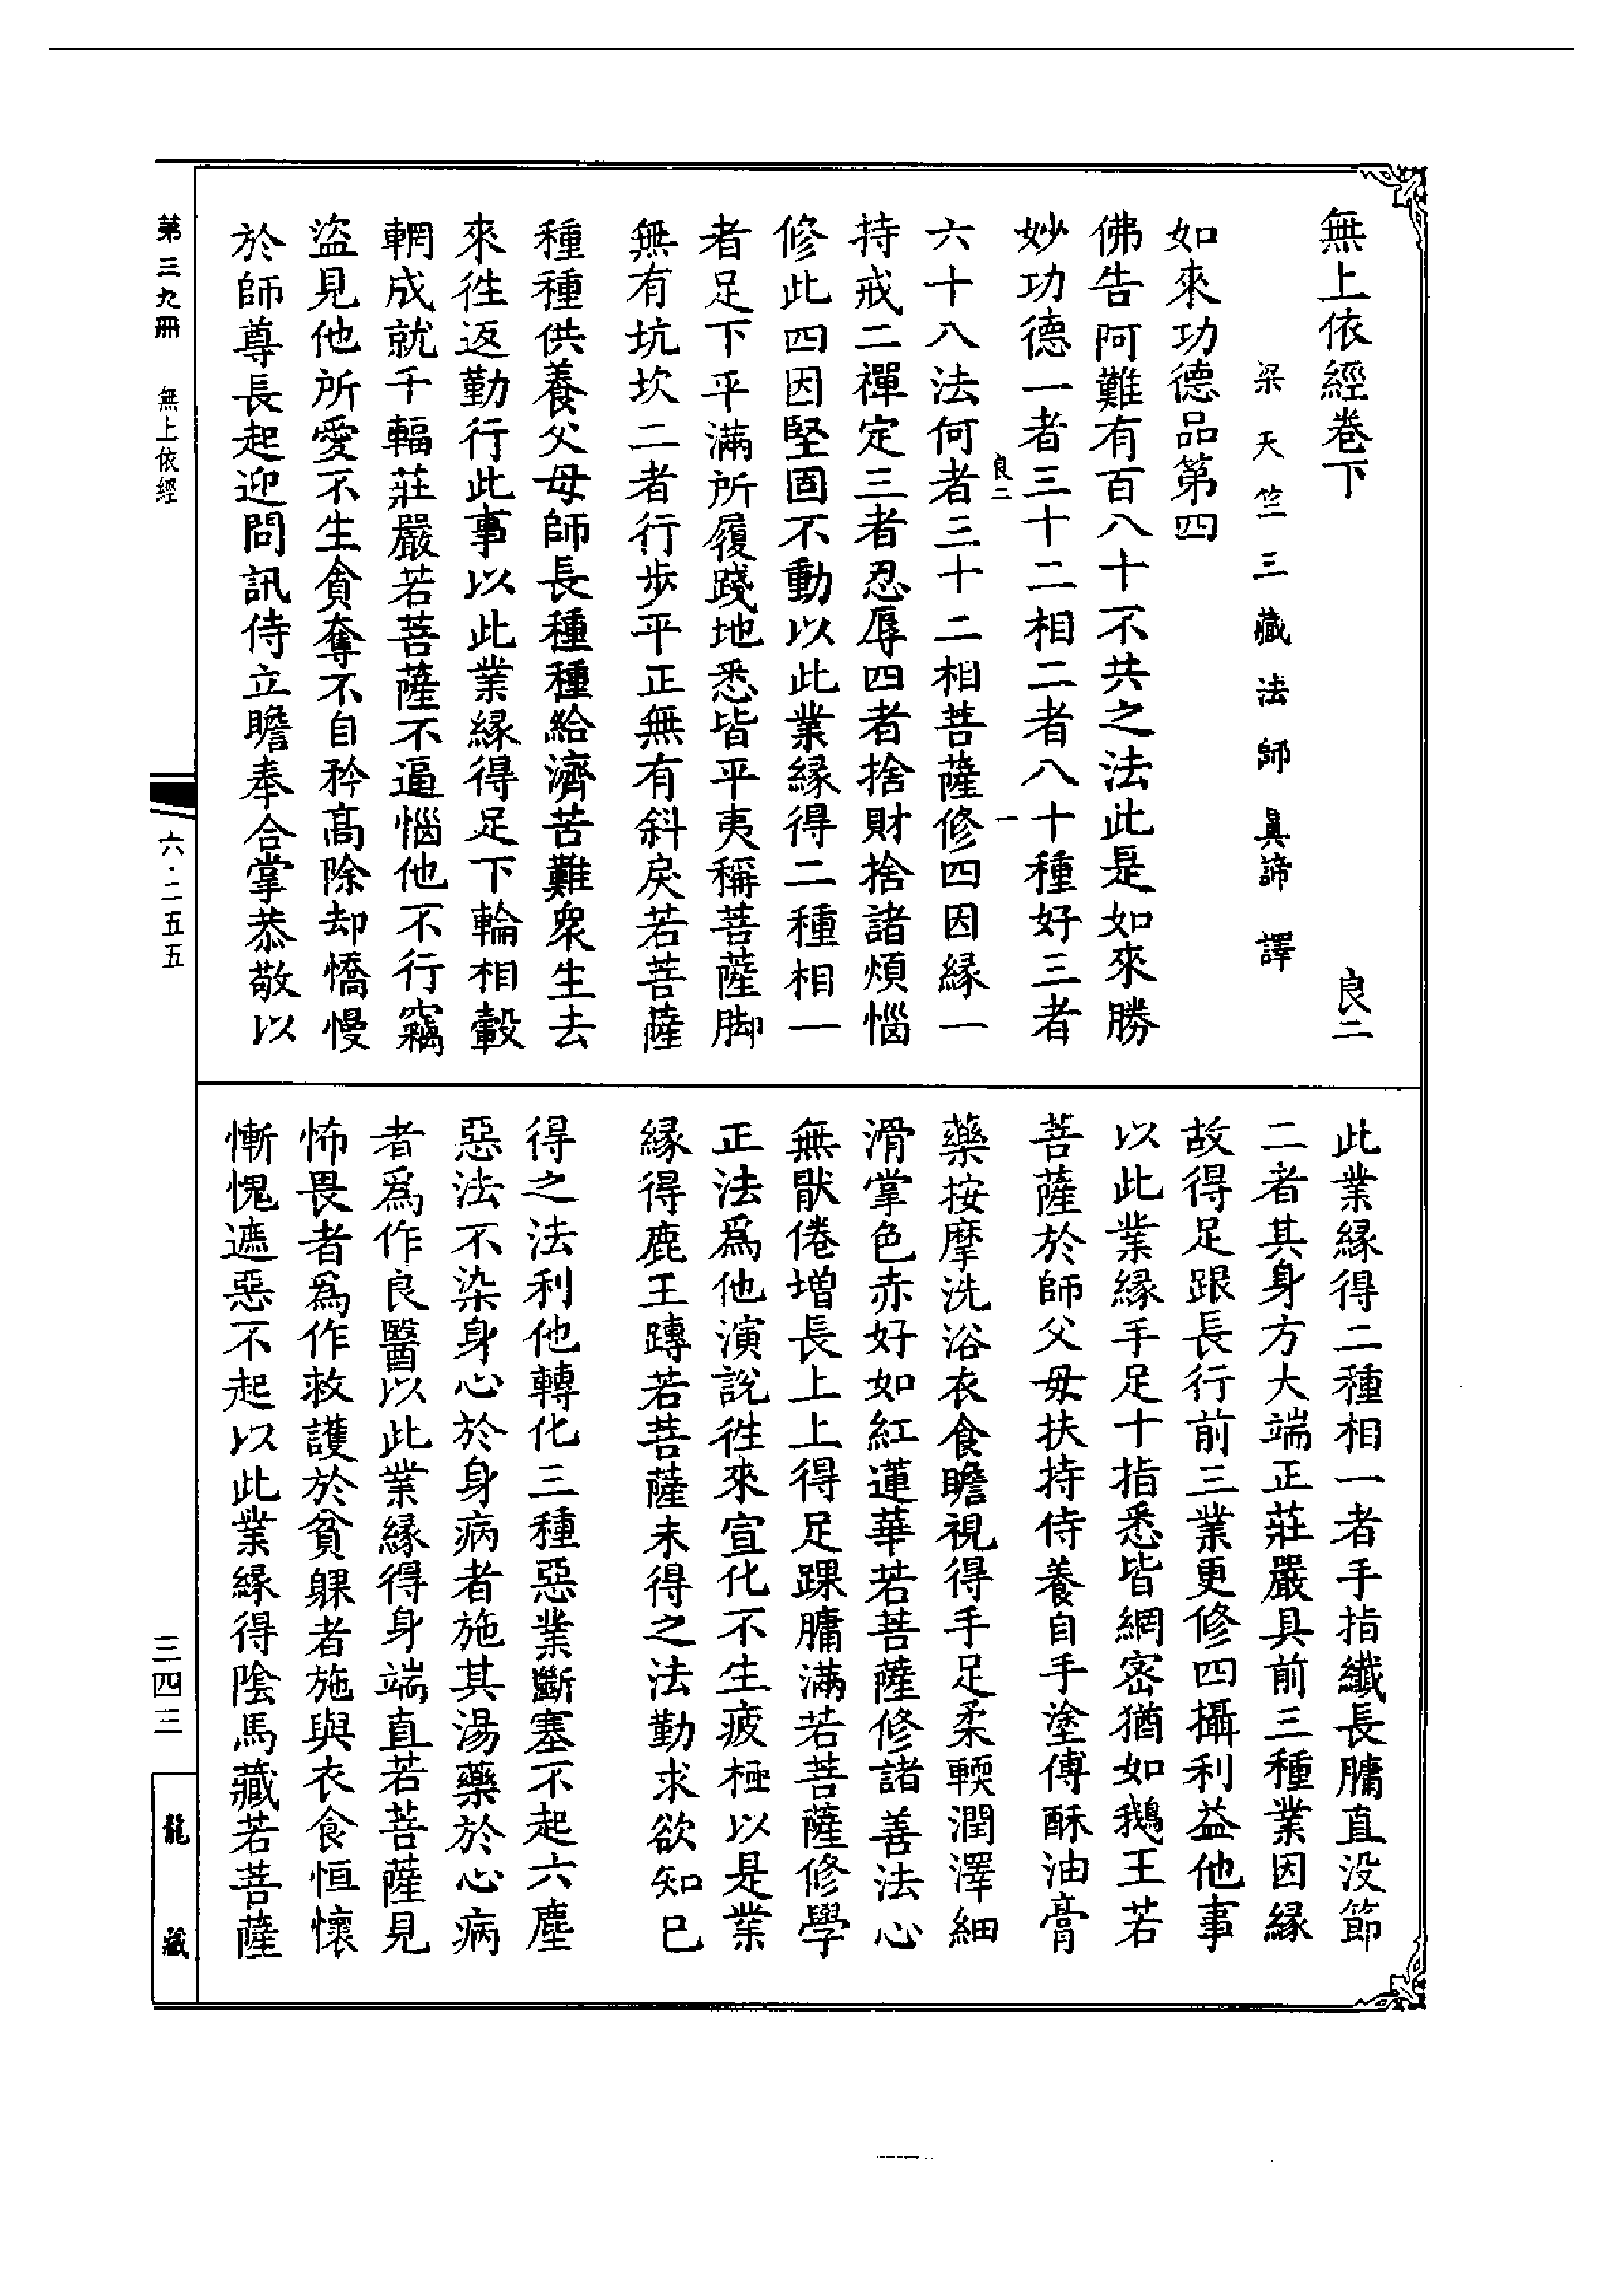 無上依經卷下 良二
梁天竺三藏法師眞諦譯
如來功德品第四
佛告阿難有百八十不共之法此是如來勝
妙功德一者三十二相二者八十種好三者
良二 一
六十八法何者三十二相菩薩修四因緣一
持戒二禪定三者忍辱四者捨財捨諸煩惱
修此四因堅固不動以此業緣得二種相一
者足下平滿所履踐地悉皆平夷稱菩薩脚
無有坑坎二者行步平正無有斜戾若菩薩
種種供養父母師長種種給濟苦難衆生去
來徃返勤行此事以此業緣得足下輪相轂
輞成就千輻莊嚴若菩薩不逼惱他不行竊
盜見他所愛不生貪奪不自矜高除却憍慢
於師尊長起迎問訊侍立瞻奉合掌恭敬以
此業緣得二種相一者手指纖長𦟛直沒節
二者其身方大端正莊嚴具前三種業因緣
故得足跟長行前三業更修四攝利益他事
以此業緣手足十指悉皆網密猶如鵝王若
菩薩於師父母扶持侍養自手塗傅酥油膏
藥按摩洗浴衣食瞻視得手足柔輭潤澤細
滑掌色赤好如紅蓮華若菩薩修諸善法心
無猒倦增長上上得足踝𦟛滿若菩薩修學
正法爲他演說徃來宣化不生疲極以是業
緣得鹿王蹲若菩薩未得之法勤求欲知已
得之法利他轉化三種惡業斷塞不起六塵
惡法不染身心於身病者施其湯藥於心病
者爲作良醫以此業緣得身端直若菩薩見
怖畏者爲作救護於貧躶者施與衣食恒懷
慚愧遮惡不起以此業緣得陰馬藏若菩薩
第三九冊 無上依經
六·二五五
三四三
龍藏